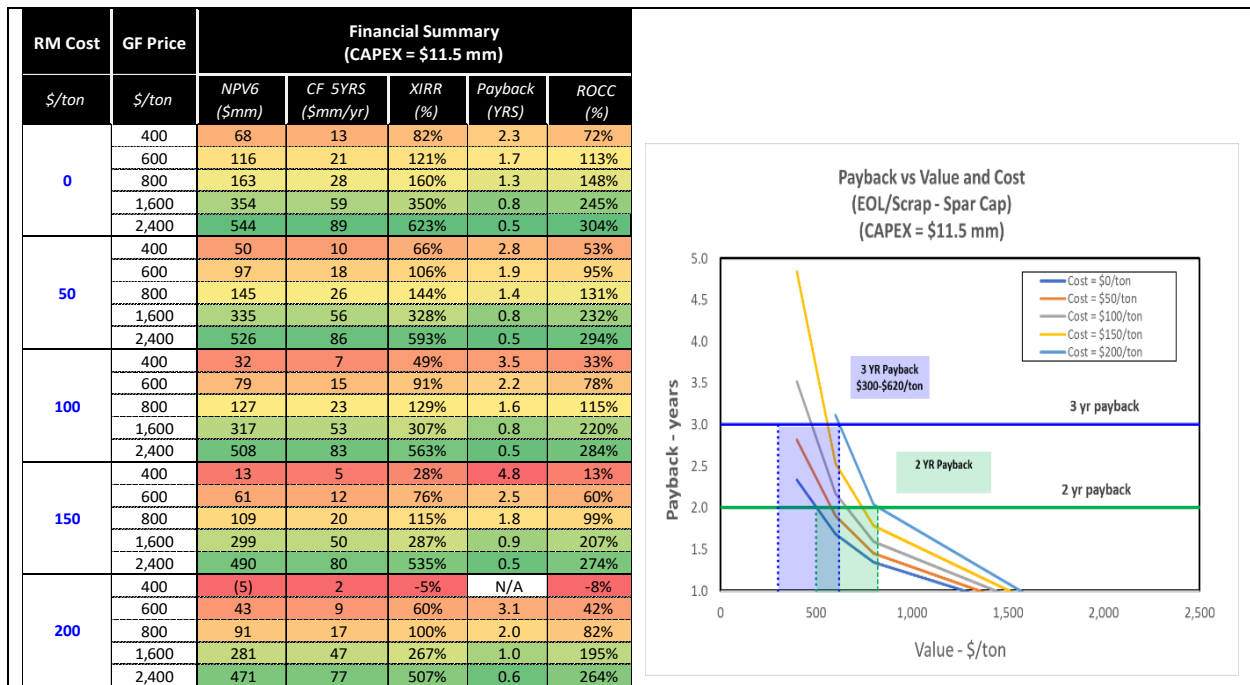 RM Cost GF Price Financial Summary
(CAPEX = $11.5 mm)
$/ton $/ton NPV6 ($mm) CF 5YRS ($mm/yr) XIRR (%) Payback (YRS) ROCC (%)
0
400 68 13 82% 2.3 72%
600 116 21 121% 1.7 113%
800 163 28 160% 1.3 148%
1,600 354 59 350% 0.8 245%
2,400 544 89 623% 0.5 304%
50
400 50 10 66% 2.8 53%
600 97 18 106% 1.9 95%
800 145 26 144% 1.4 131%
1,600 335 56 328% 0.8 232%
2,400 526 86 593% 0.5 294%
100
400 32 7 49% 3.5 33%
600 79 15 91% 2.2 78%
800 127 23 129% 1.6 115%
1,600 317 53 307% 0.8 220%
2,400 508 83 563% 0.5 284%
150
400 13 5 28% 4.8 13%
600 61 12 76% 2.5 60%
800 109 20 115% 1.8 99%
1,600 299 50 287% 0.9 207%
2,400 490 80 535% 0.5 274%
200
400 (5) 2 -5% N/A -8%
600 43 9 60% 3.1 42%
800 91 17 100% 2.0 82%
1,600 281 47 267% 1.0 195%
2,400 471 77 507% 0.6 264%
Payback vs Value and Cost
(EOL/Scrap - Spar Cap)
(CAPEX = $11.5 mm)
Payback - years
5.0
4.5
4.0
3.5
3.0
2.5
2.0
1.5
1.0
Cost = $0/ton
Cost = $50/ton
Cost = $100/ton
Cost = $150/ton
Cost = $200/ton
3 YR Payback
$300-$620/ton
3 yr payback
2 YR Payback
2 yr payback
0 500 1,000 1,500 2,000 2,500
Value - $/ton